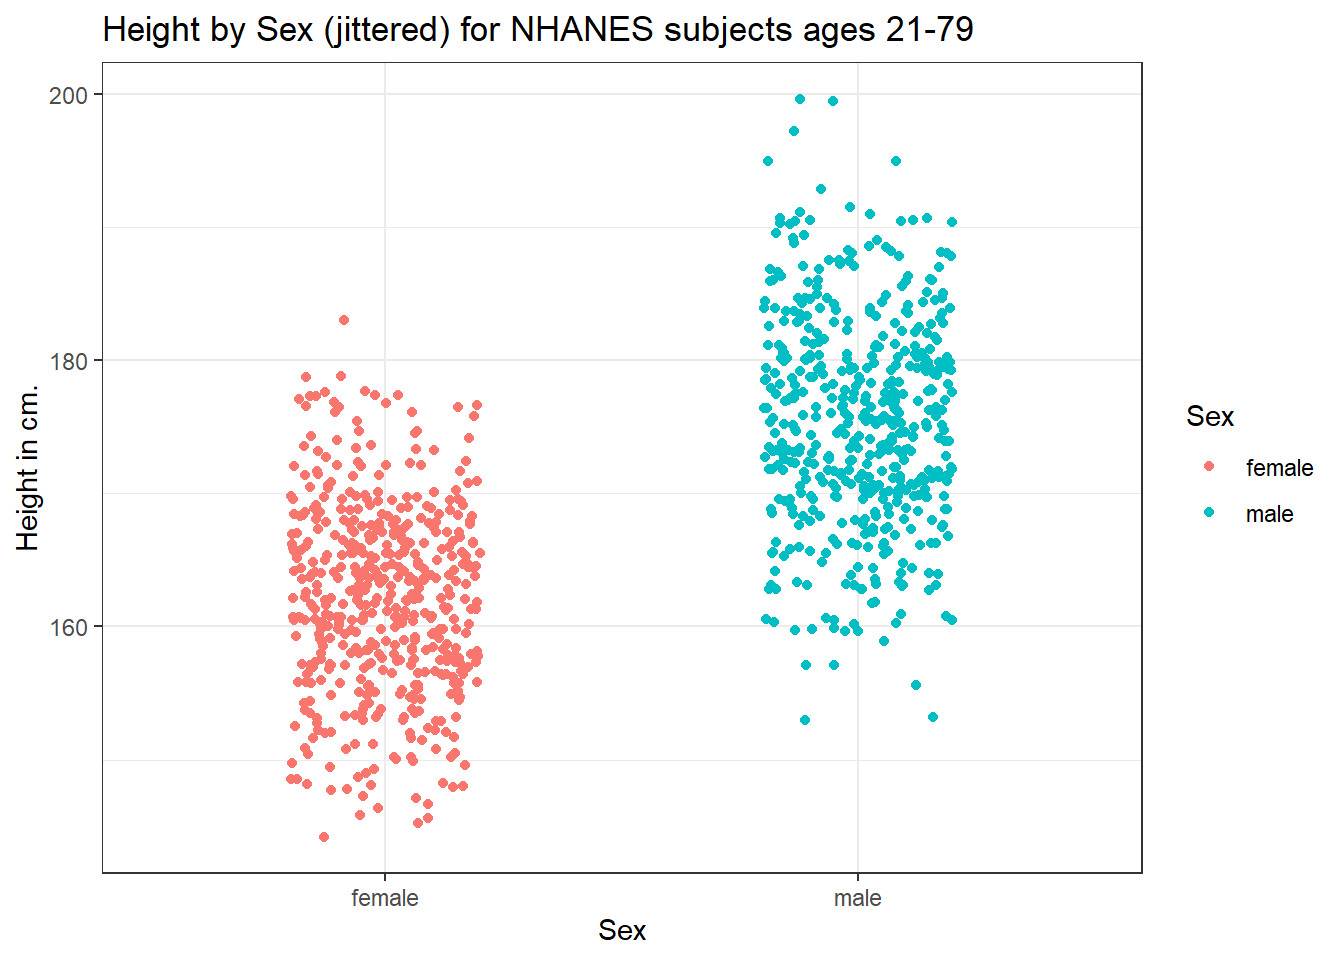 Height by Sex (jittered) for NHANES subjects ages 21-79
200
180
160
Height in cm.
female
male
Sex
Sex
female
male